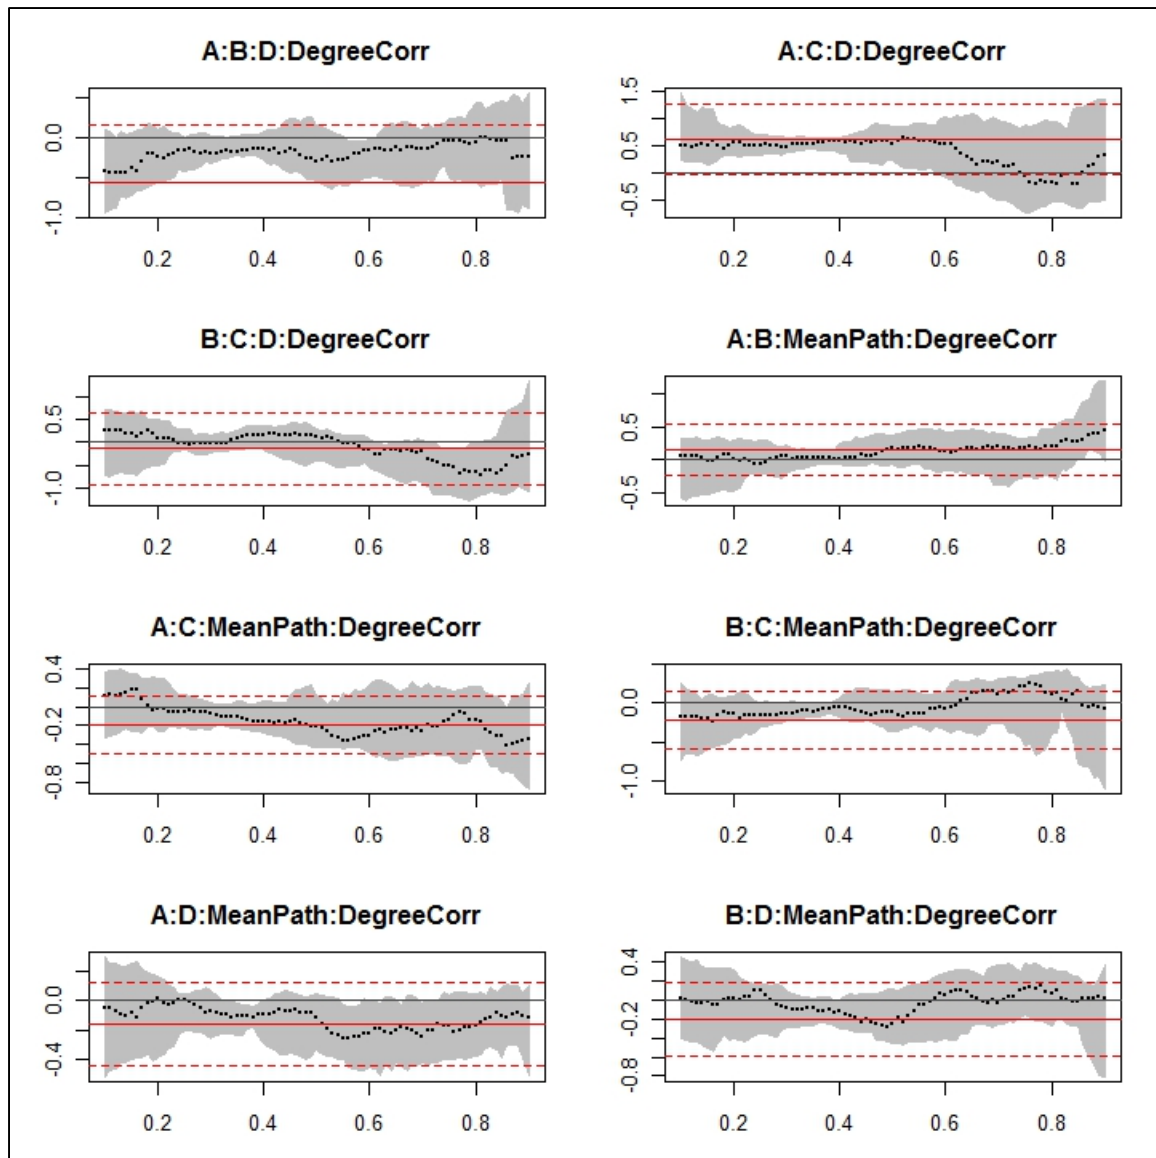 A:B:D:DegreeCorr
A:C:D:DegreeCorr
0.0
-1.0
1.5
0.5
-0.5
0.2 0.4 0.6 0.8
0.2 0.4 0.6 0.8
B:C:D:DegreeCorr
A:B:MeanPath:DegreeCorr
0.5
-1.0
0.5
-0.5
0.2 0.4 0.6 0.8
0.2 0.4 0.6 0.8
A:C:MeanPath:DegreeCorr
B:C:MeanPath:DegreeCorr
0.4
-0.2
-0.8
0.0
-1.0
0.2 0.4 0.6 0.8
0.2 0.4 0.6 0.8
A:D:MeanPath:DegreeCorr
B:D:MeanPath:DegreeCorr
0.0
-0.4
0.4
-0.2
-0.8
0.2 0.4 0.6 0.8
0.2 0.4 0.6 0.8